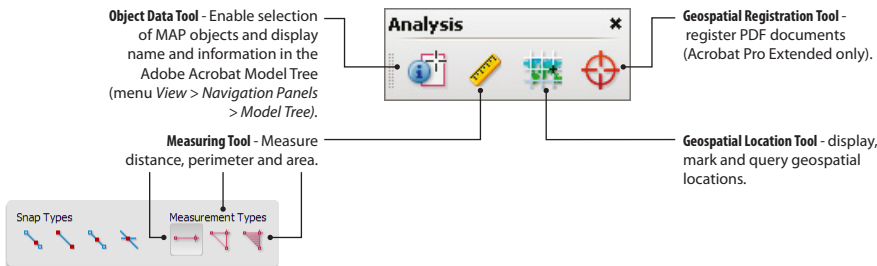 Object Data Tool - Enable selection
of MAP objects and display
name and information in the
Adobe Acrobat Model Tree
(menu View > Navigation Panels
> Model Tree).
Measuring Tool - Measure
distance, perimeter and area.
Analysis
Geospatial Registration Tool -
register PDF documents
(Acrobat Pro Extended only).
Geospatial Location Tool - display,
mark and query geospatial
locations.
Snap Types
Measurement Types